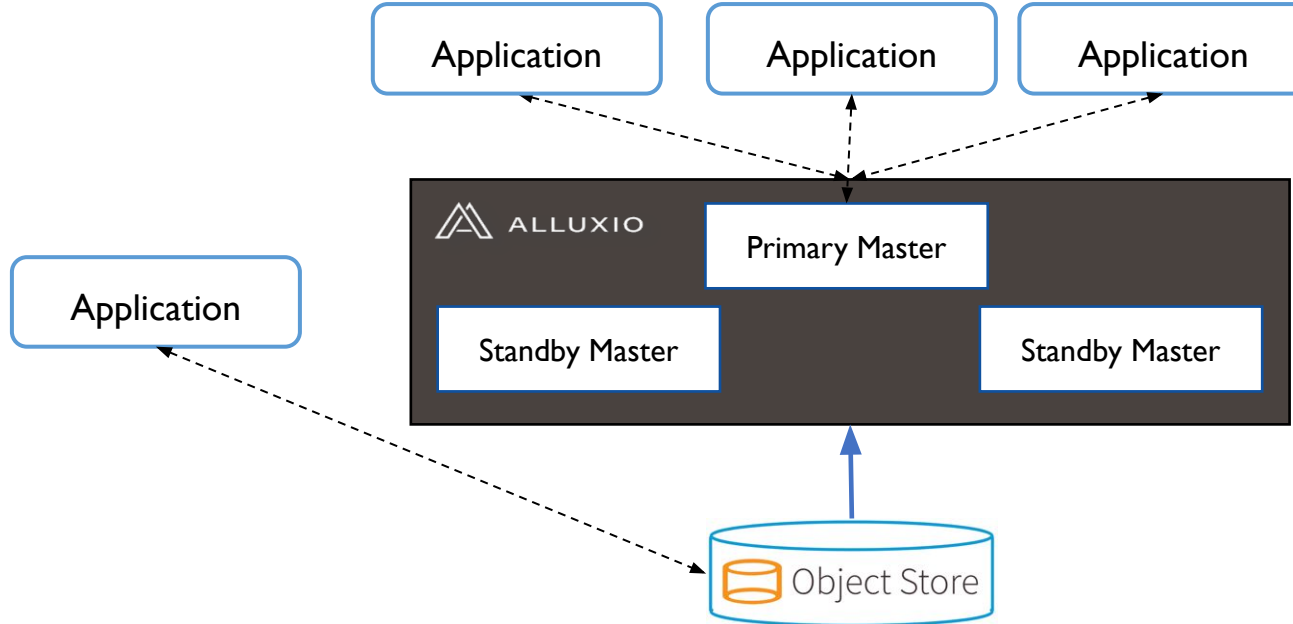 Application
Application
Application
ALLUXIO
Primary Master
Application
Standby Master
Standby Master
Object Store